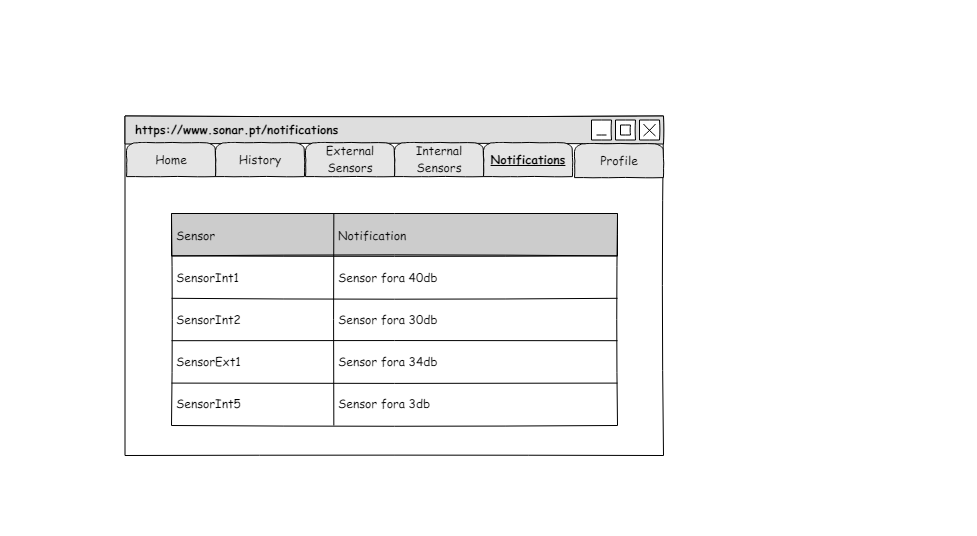 https://www.sonar.pt/notifications
Home
History
External
Sensors
Internal
Sensors
Notifications
Profile
Sensor Notification
SensorInt1 Sensor fora 40db
SensorInt2 Sensor fora 30db
SensorExt1 Sensor fora 34db
SensorInt5 Sensor fora 3db